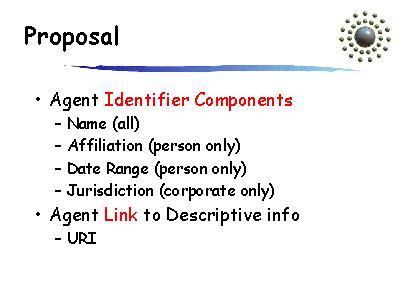 Proposal
• Agent Identifier Components
– Name (all)
– Affiliation (person only)
– Date Range (person only)
– Jurisdiction (corporate only)
• Agent Link to Descriptive info
– URI